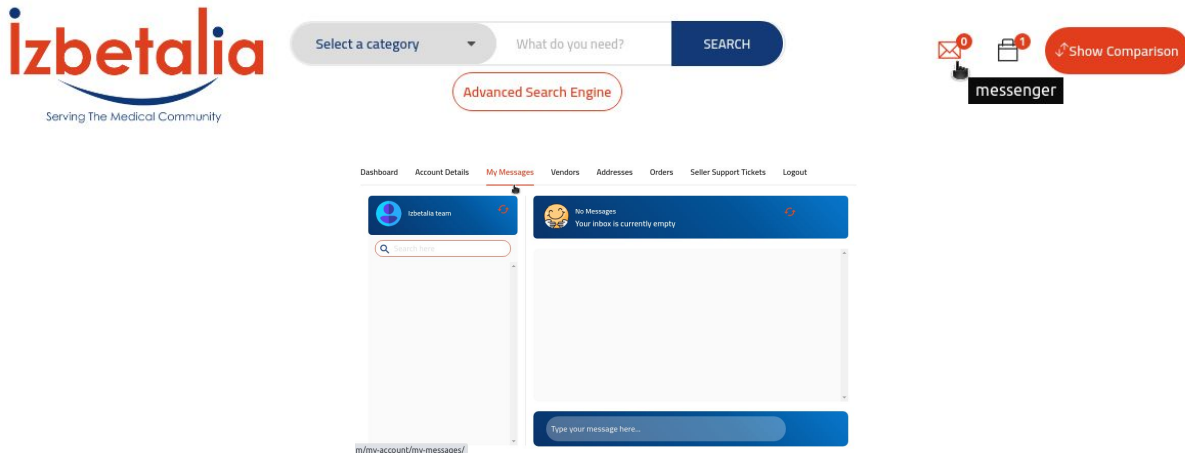 izbetalia
Serving The Medical Community
Select a category
What do you need?
SEARCH
Advanced Search Engine
0
1
Show Comparison
messenger
Dashboard Account Details My Messages Vendors Addresses Orders Seller Support Tickets Logout
Izbetalia team
Search here
No Messages
Your inbox is currently empty
Type your message here...
m/my-account/my-messages/